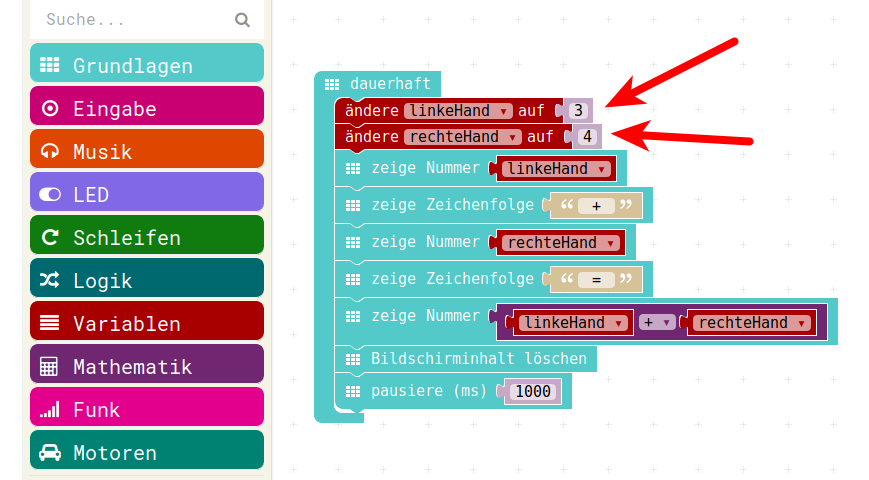 Suche...
Grundlagen
Eingabe
Musik
LED
Schleifen
Logik
Variablen
Mathematik
Funk
Motoren
dauerhaft
ändere linkeHand auf 3
ändere rechteHand auf 4
zeige Nummer linkeHand
zeige Zeichenfolge “ + ”
zeige Nummer rechteHand
zeige Zeichenfolge “ = ”
zeige Nummer linkeHand + rechteHand
Bildschirminhalt löschen
pausiere (ms) 1000